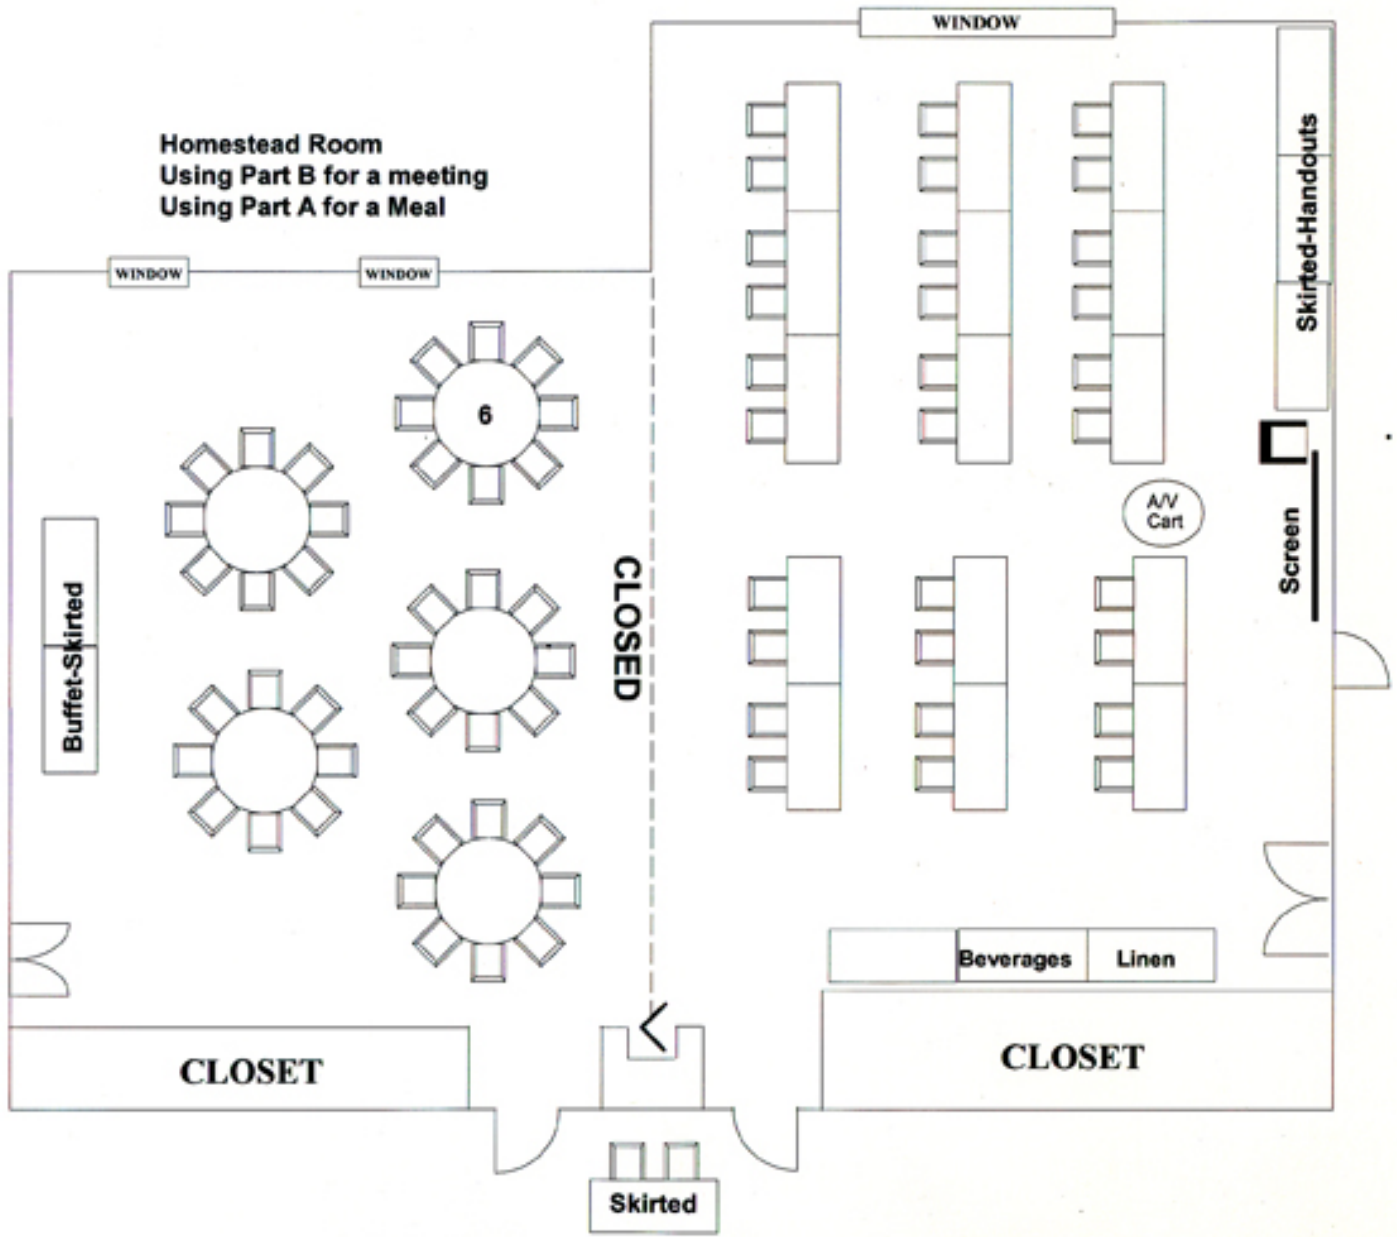 WINDOW
Homestead Room
Using Part B for a meeting
Using Part A for a Meal
WINDOW
WINDOW
Skirted-Handouts
6
A/V
Cart
Screen
CLOSED
Buffet-Skirted
Beverages
Linen
CLOSET
CLOSET
Skirted